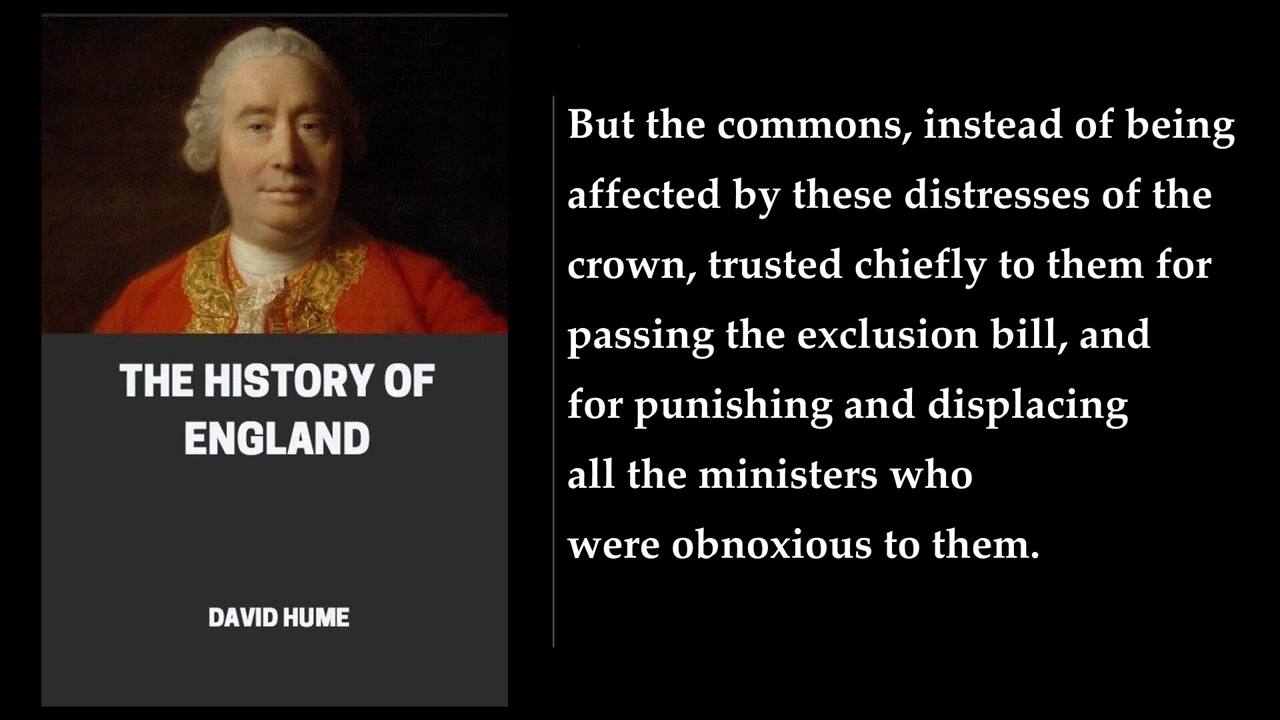 THE HISTORY OF
ENGLAND
DAVID HUME
But the commons, instead of being
affected by these distresses of the
crown, trusted chiefly to them for
passing the exclusion bill, and
for punishing and displacing
all the ministers who
were obnoxious to them.